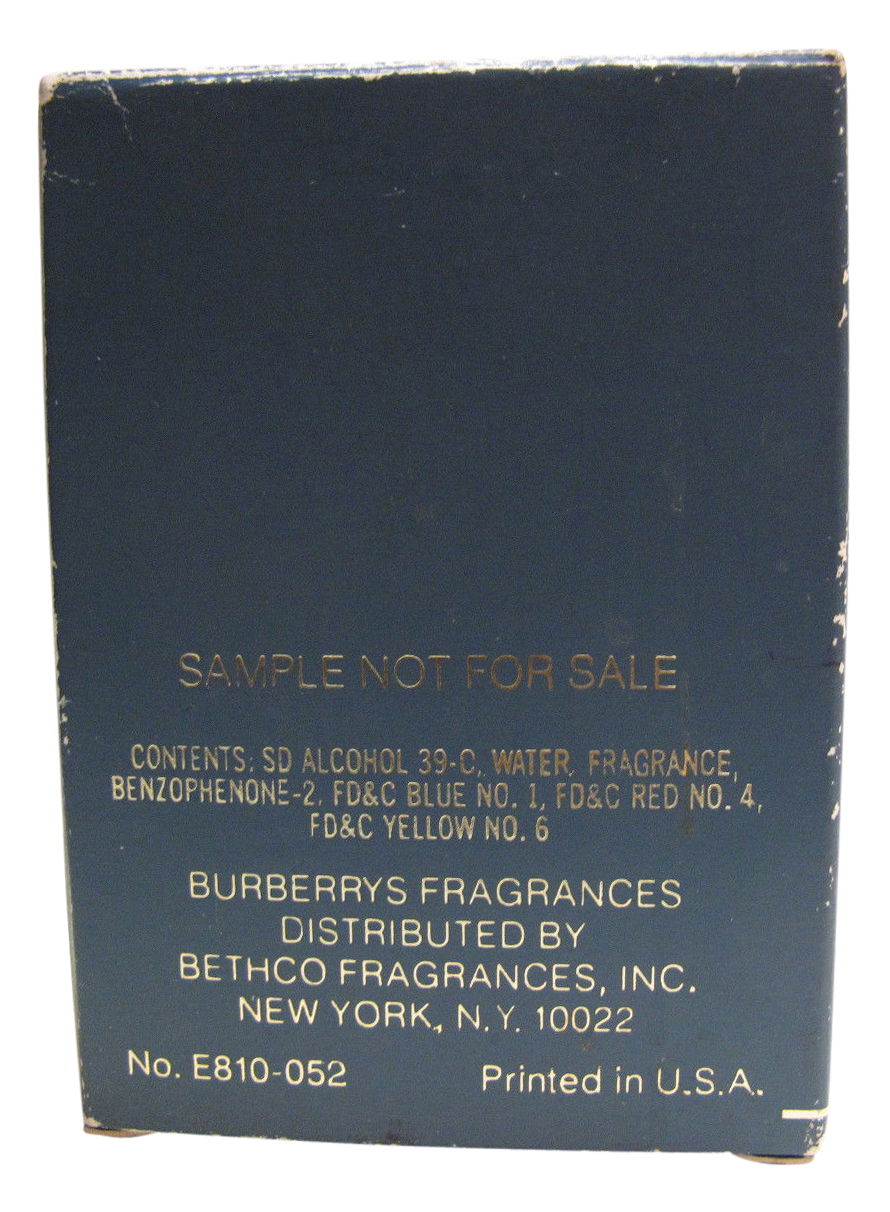 SAMPLE NOT FOR SALE
CONTENTS: SD ALCOHOL 39-C, WATER, FRAGRANCE,
BENZOPHENONE-2, FD&C BLUE NO. 1, FD&C RED NO. 4,
FD&C YELLOW NO. 6
BURBERRYS FRAGRANCES
DISTRIBUTED BY
BETHCO FRAGRANCES, INC.
NEW YORK, N.Y. 10022
No. E810-052 Printed in U.S.A.